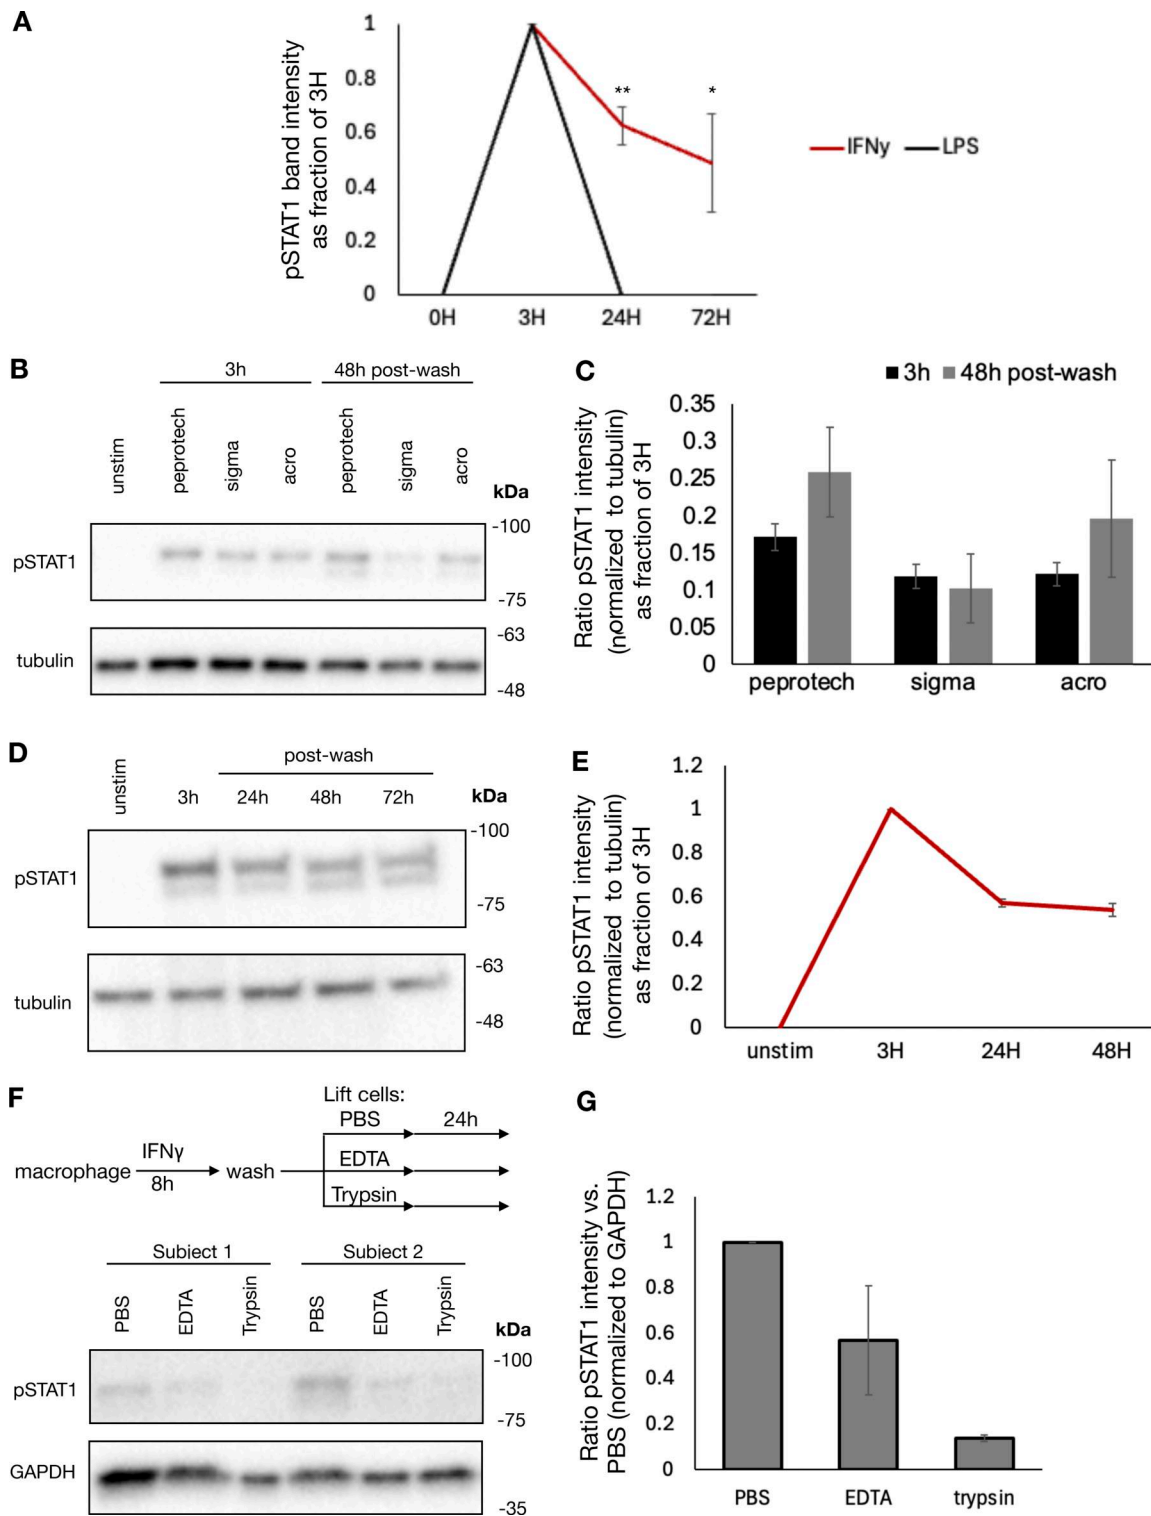 A
pSTAT1 band intensity
as fraction of 3H
1
0.8
0.6
0.4
0.2
0
**
*
0H 3H 24H 72H
IFNy LPS
B
3h 48h post-wash
unstim peprotech sigma acro peprotech sigma acro
kDa
pSTAT1
-100
-75
tubulin
-63
-48
C
3h 48h post-wash
Ratio pSTAT1 intensity
(normalized to tubulin)
as fraction of 3H
0.35
0.3
0.25
0.2
0.15
0.1
0.05
0
peprotech sigma acro
D
post-wash
unstim 3h 24h 48h 72h
kDa
pSTAT1
-100
-75
tubulin
-63
-48
E
Ratio pSTAT1 intensity
(normalized to tubulin)
as fraction of 3H
1.2
1
0.8
0.6
0.4
0.2
0
unstim 3H 24H 48H
F
Lift cells:
PBS 24h
macrophage IFNγ 8h wash
EDTA
Trypsin
Subject 1 Subject 2
PBS EDTA Trypsin PBS EDTA Trypsin
kDa
pSTAT1
-100
-75
GAPDH
-35
G
Ratio pSTAT1 intensity vs.
PBS (normalized to GAPDH)
1.2
1
0.8
0.6
0.4
0.2
0
PBS EDTA trypsin